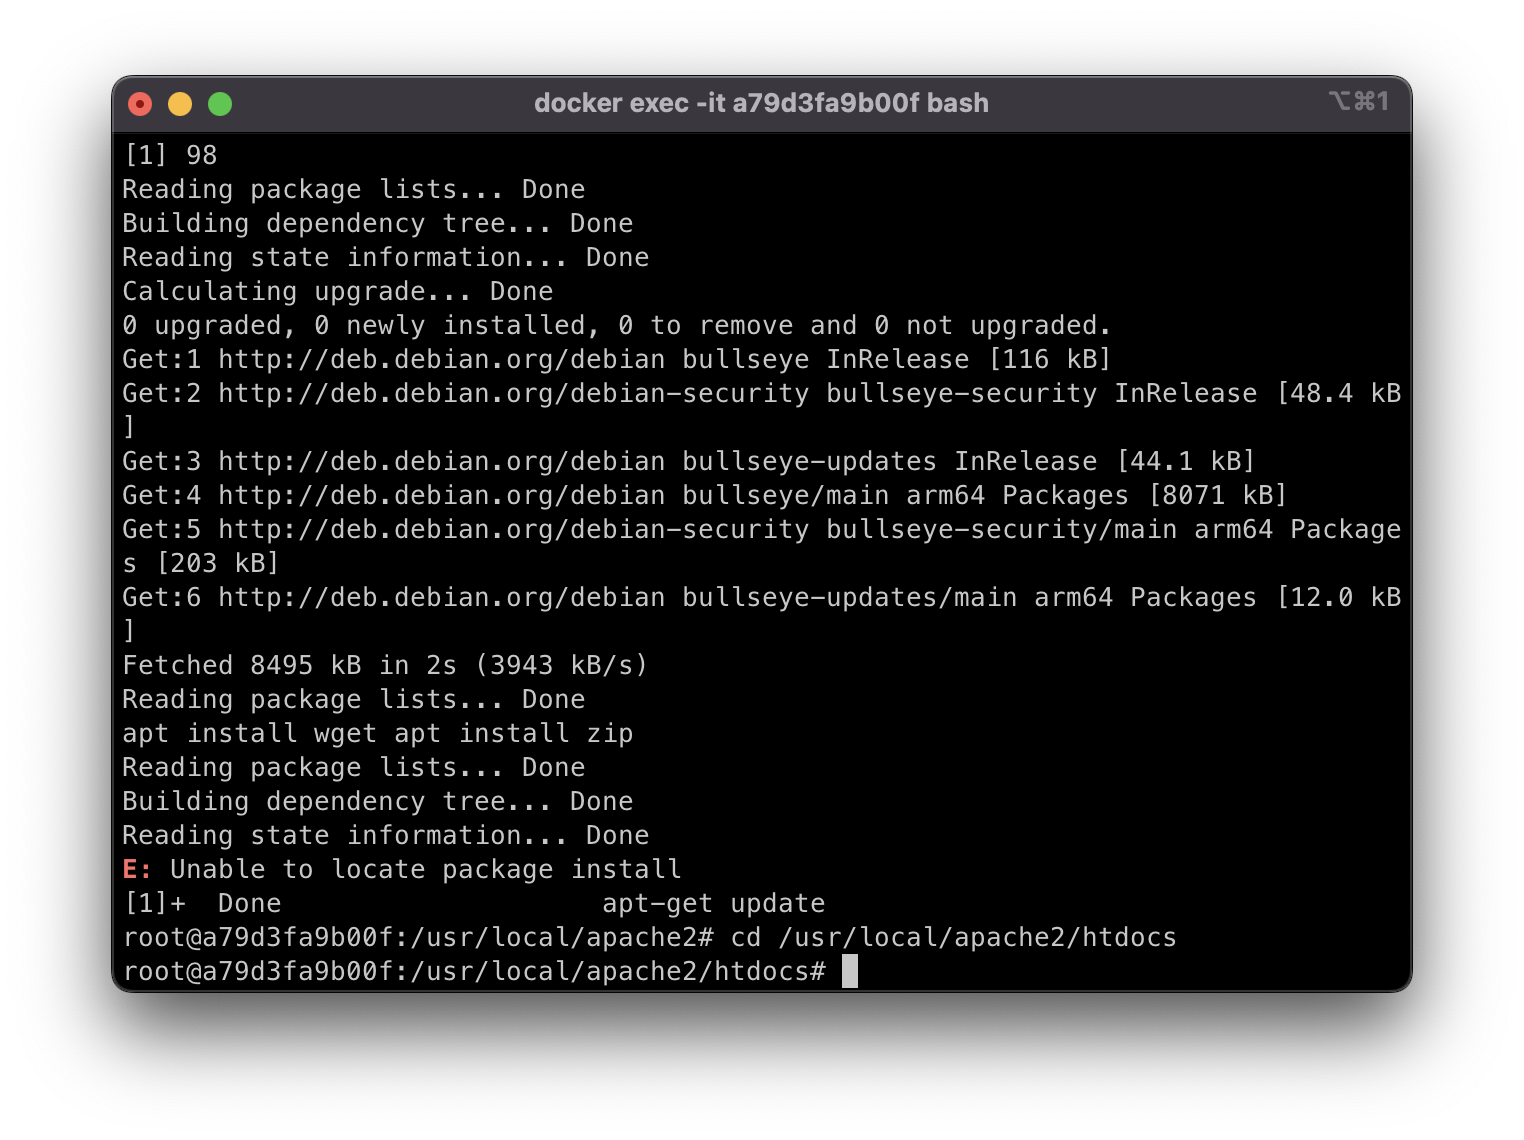 docker exec -it a79d3fa9b00f bash
⌥⌘1
[1] 98
Reading package lists... Done
Building dependency tree... Done
Reading state information... Done
Calculating upgrade... Done
0 upgraded, 0 newly installed, 0 to remove and 0 not upgraded.
Get:1 http://deb.debian.org/debian bullseye InRelease [116 kB]
Get:2 http://deb.debian.org/debian-security bullseye-security InRelease [48.4 kB
]
Get:3 http://deb.debian.org/debian bullseye-updates InRelease [44.1 kB]
Get:4 http://deb.debian.org/debian bullseye/main arm64 Packages [8071 kB]
Get:5 http://deb.debian.org/debian-security bullseye-security/main arm64 Package
s [203 kB]
Get:6 http://deb.debian.org/debian bullseye-updates/main arm64 Packages [12.0 kB
]
Fetched 8495 kB in 2s (3943 kB/s)
Reading package lists... Done
apt install wget apt install zip
Reading package lists... Done
Building dependency tree... Done
Reading state information... Done
E: Unable to locate package install
[1]+  Done                    apt-get update
root@a79d3fa9b00f:/usr/local/apache2# cd /usr/local/apache2/htdocs
root@a79d3fa9b00f:/usr/local/apache2/htdocs#